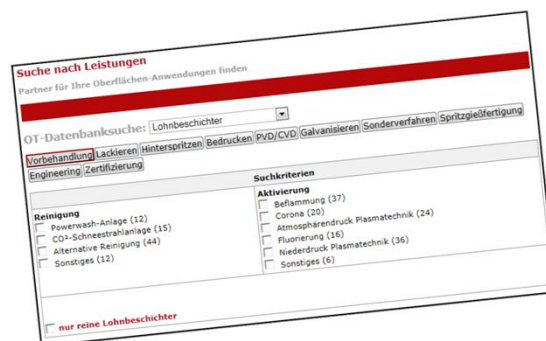 Suche nach Leistungen
Partner für Ihre Oberflächen-Anwendungen finden
OT-Datenbanksuche: Lohnbeschichter
Vorbehandlung Lackieren Hinterspritzen Bedrucken PVD/CVD Galvanisieren Sonderverfahren Spritzgießfertigung
Engineering Zertifizierung
Suchkriterien
Reinigung
Powerwash-Anlage (12)
CO²-Schneestrahlanlage (15)
Alternative Reinigung (44)
Sonstiges (12)
Aktivierung
Beflammung (37)
Corona (20)
Atmosphärendruck Plasmatechnik (24)
Fluorierung (16)
Niederdruck Plasmatechnik (36)
Sonstiges (6)
nur reine Lohnbeschichter